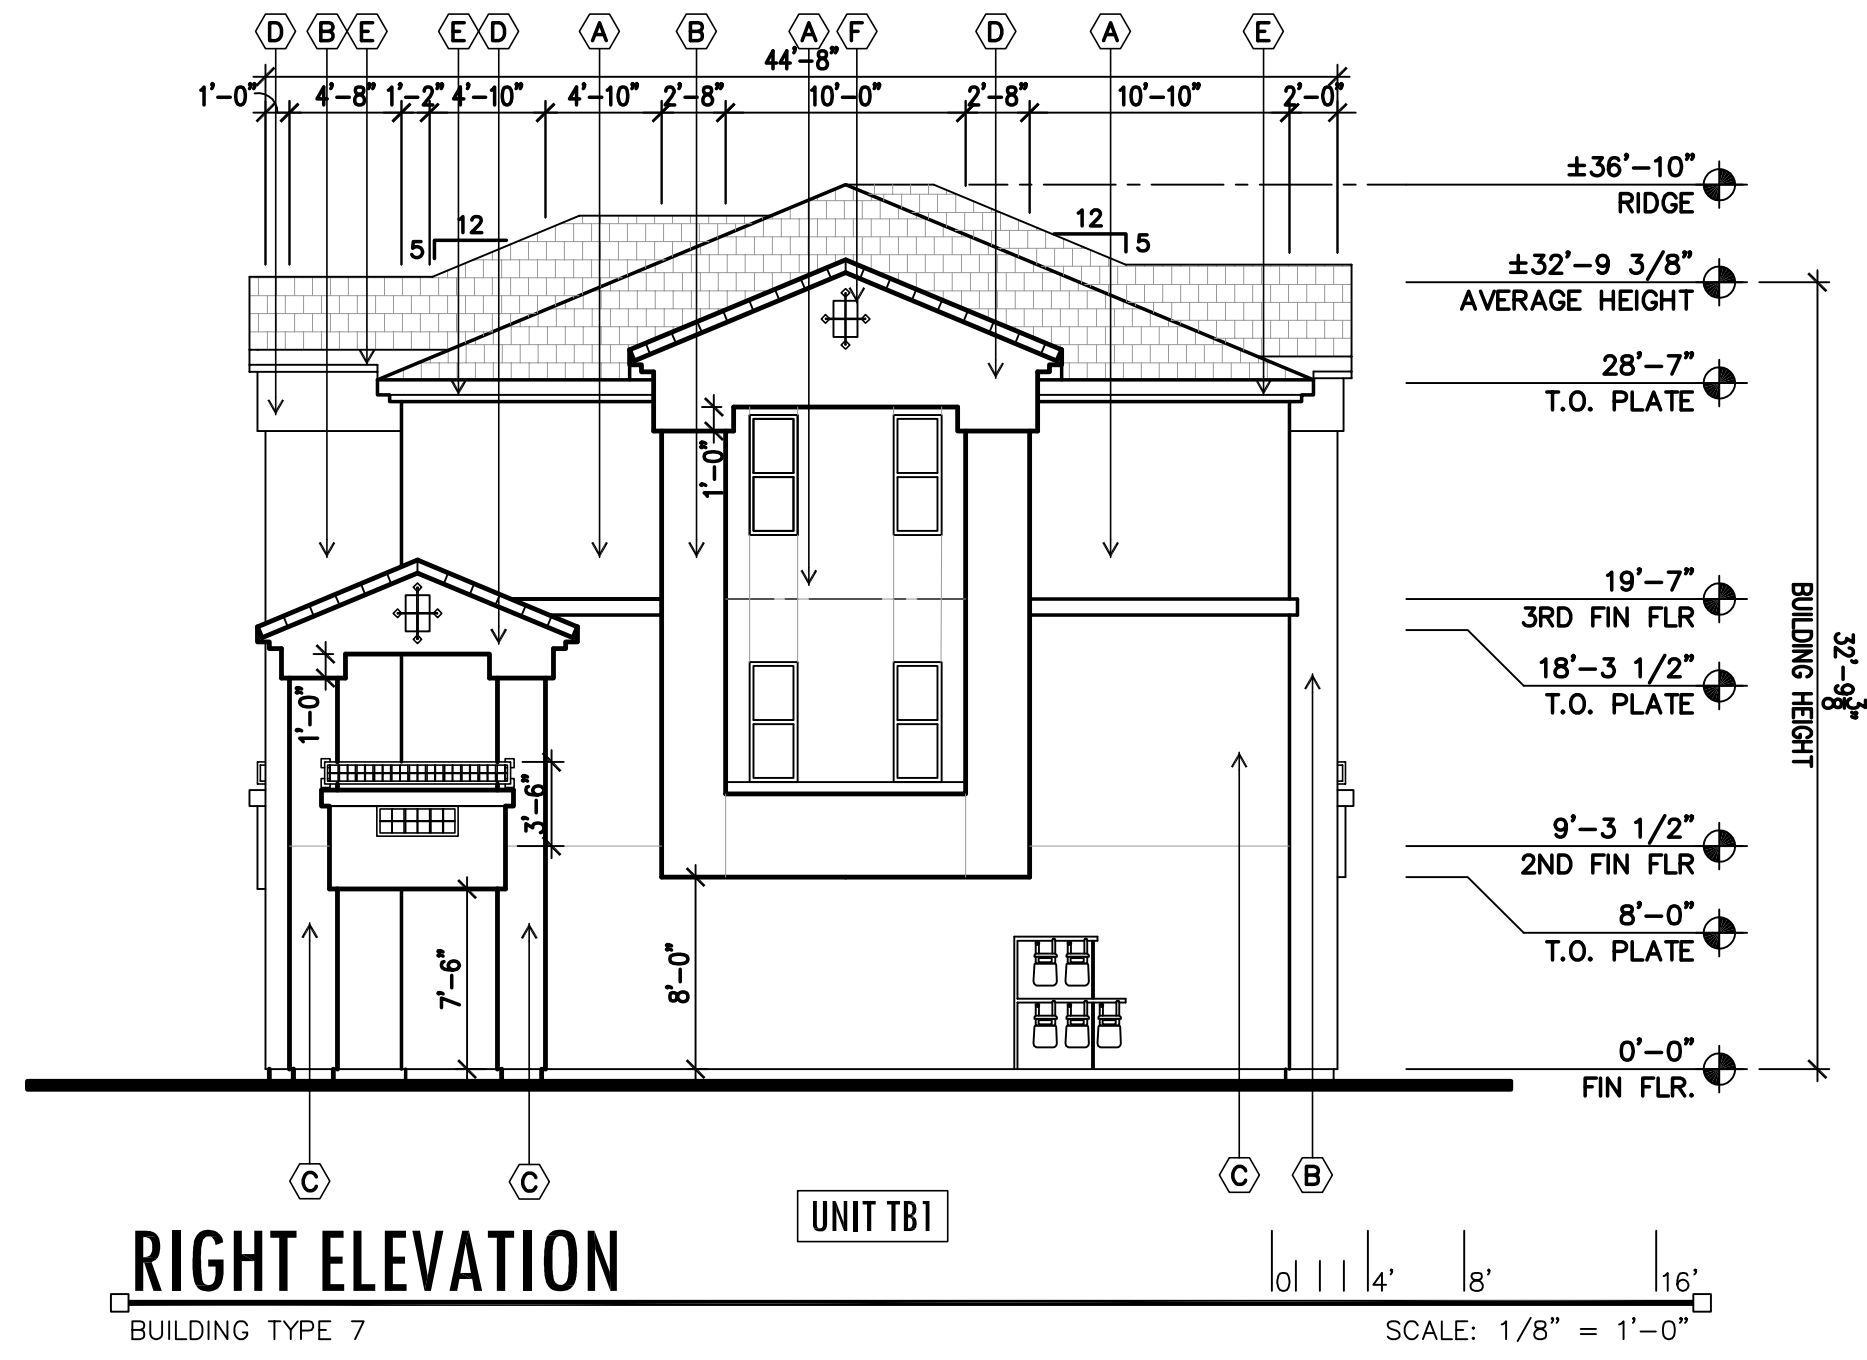 D B E E D A B A F D A E
44'-8"
1'-0" 4'-8" 1'-2" 4'-10" 4'-10" 2'-8" 10'-0" 2'-8" 10'-10" 2'-0"
±36'-10"
RIDGE
12
5
12
5
±32'-9 3/8"
AVERAGE HEIGHT
28'-7"
T.O. PLATE
1'-0"
19'-7"
3RD FIN FLR
18'-3 1/2"
T.O. PLATE
BUILDING HEIGHT
32'-9 3/8"
1'-0"
3'-6"
9'-3 1/2"
2ND FIN FLR
8'-0"
T.O. PLATE
7'-6"
8'-0"
0'-0"
FIN FLR.
C C C B
UNIT TB1
RIGHT ELEVATION
0 4' 8' 16'
BUILDING TYPE 7
SCALE: 1/8" = 1'-0"